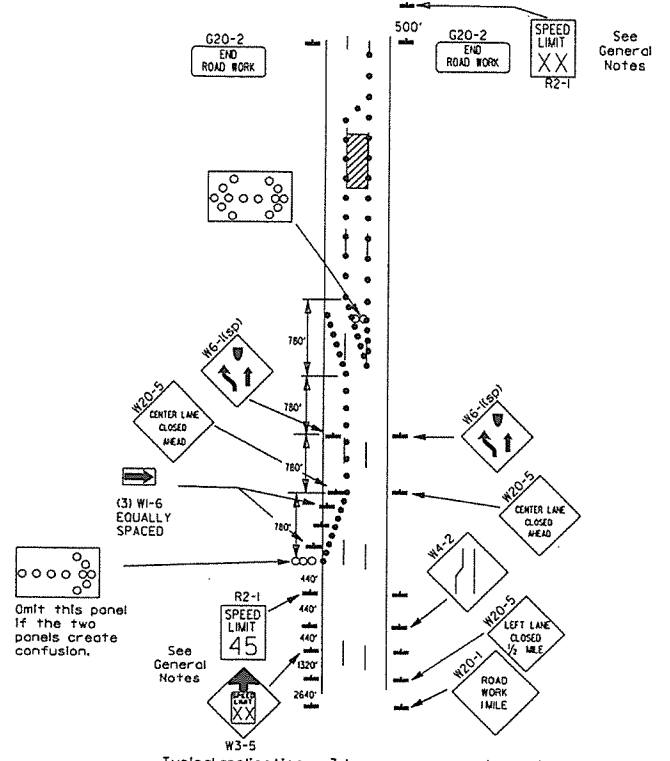 G20-2
END
ROAD WORK
500'
G20-2
END
ROAD WORK
SPEED
LIMIT
XX
R2-1
See
General
Notes
780'
W6-1(sp)
780'
W6-1(sp)
W20-5
CENTER LANE
CLOSED
AHEAD
780'
W20-5
CENTER LANE
CLOSED
AHEAD
(3) W1-6
EQUALLY
SPACED
780'
Omit this panel
if the two
panels create
confusion.
440'
R2-1
SPEED
LIMIT
45
440'
W4-2
440'
See
General
Notes
1320'
W20-5
LEFT LANE
CLOSED
1/2 MILE
2640'
SPEED
LIMIT
XX
W3-5
W20-1
ROAD
WORK
1 MILE
Typical application